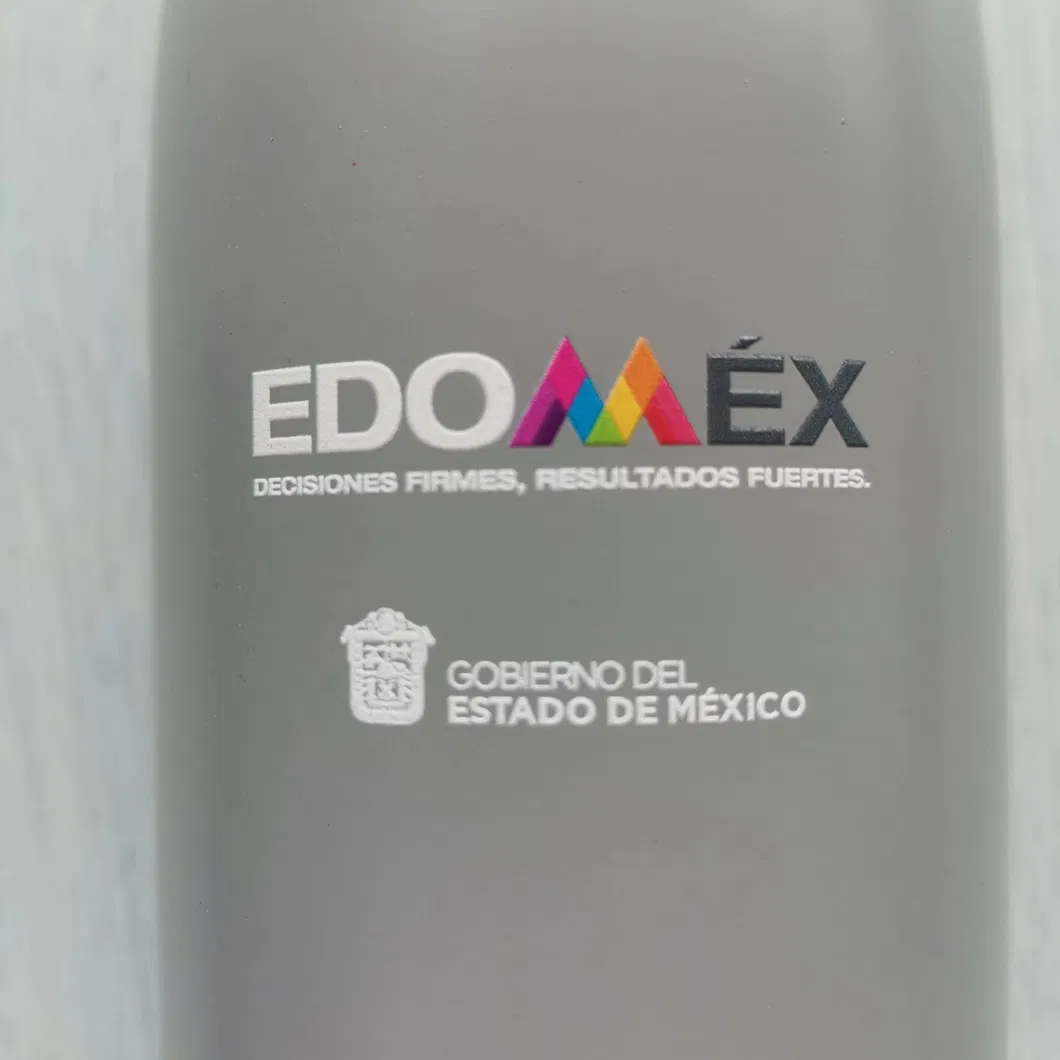 EDOMÉX
DECISIONES FIRMES, RESULTADOS FUERTES.
GOBIERNO DEL
ESTADO DE MÉXICO